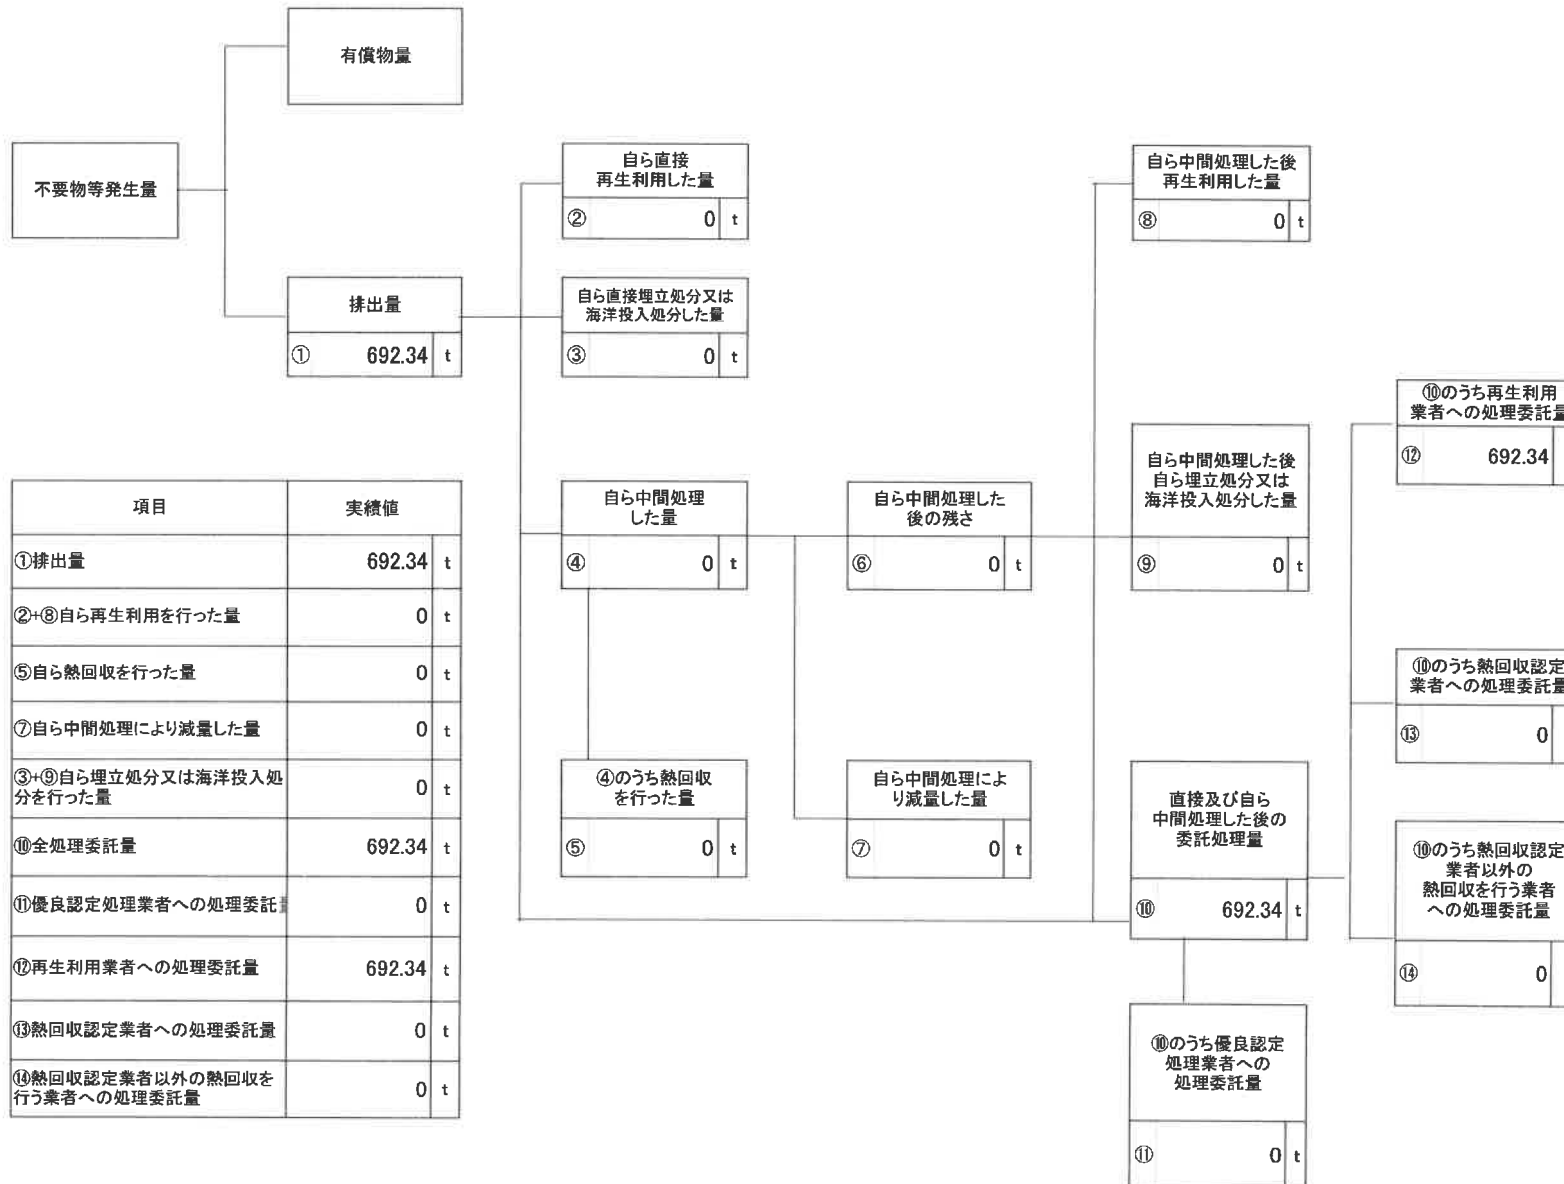 有償物量
不要物等発生量
排出量
① 692.34 t
自ら直接
再生利用した量
② 0 t
自ら直接埋立処分又は
海洋投入処分した量
③ 0 t
自ら中間処理した後
再生利用した量
⑧ 0 t
自ら中間処理
した量
④ 0 t
自ら中間処理した
後の残さ
⑥ 0 t
自ら中間処理した後
自ら埋立処分又は
海洋投入処分した量
⑨ 0 t
⑩のうち再生利用
業者への処理委託量
⑫ 692.34
⑩のうち熱回収認定
業者への処理委託量
⑬ 0
④のうち熱回収
を行った量
⑤ 0 t
自ら中間処理によ
り減量した量
⑦ 0 t
直接及び自ら
中間処理した後の
委託処理量
⑩ 692.34 t
⑩のうち熱回収認定
業者以外の
熱回収を行う業者
への処理委託量
⑭ 0
⑩のうち優良認定
処理業者への
処理委託量
⑪ 0 t
項目 実績値
①排出量 692.34 t
②+⑧自ら再生利用を行った量 0 t
⑤自ら熱回収を行った量 0 t
⑦自ら中間処理により減量した量 0 t
③+⑨自ら埋立処分又は海洋投入処
分を行った量 0 t
⑩全処理委託量 692.34 t
⑪優良認定処理業者への処理委託量 0 t
⑫再生利用業者への処理委託量 692.34 t
⑬熱回収認定業者への処理委託量 0 t
⑭熱回収認定業者以外の熱回収を
行う業者への処理委託量 0 t